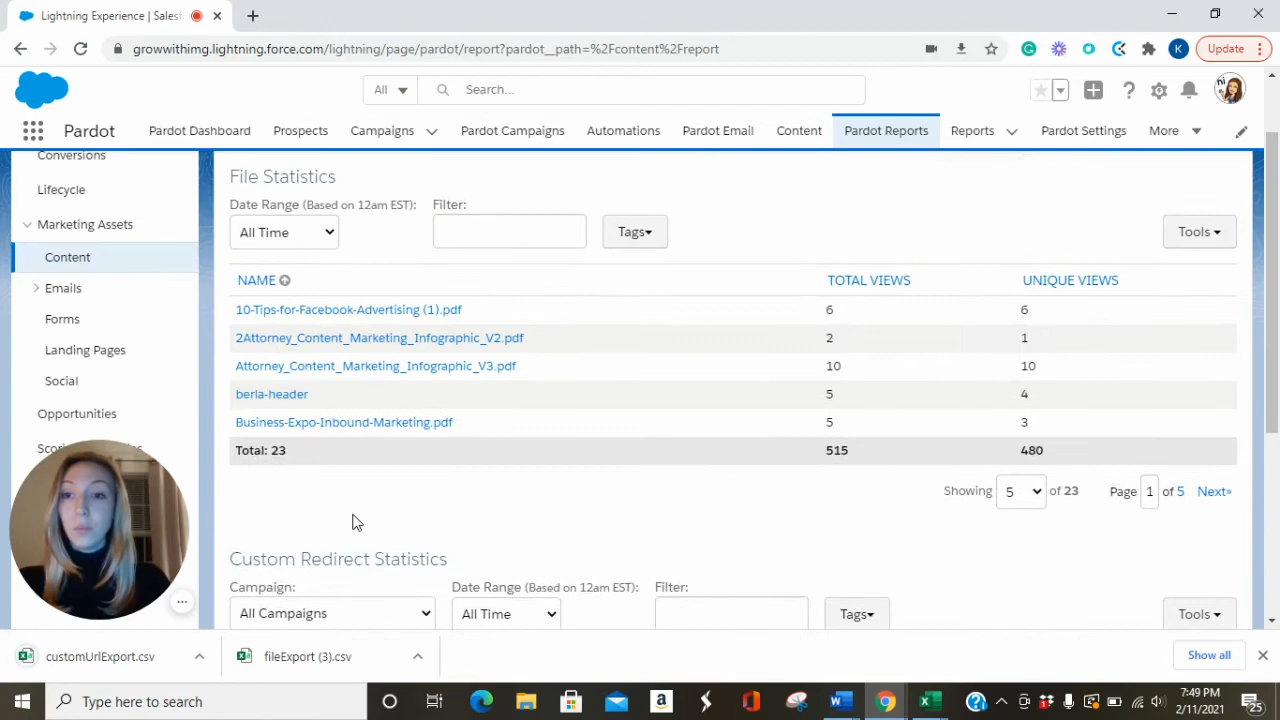 Lightning Experience | Salesf
growwithimg.lightning.force.com/lightning/page/pardot/report?pardot__path=%2Fcontent%2Freport
K
Update
All
Search...
hi
Pardot
Pardot Dashboard
Prospects
Campaigns
Pardot Campaigns
Automations
Pardot Email
Content
Pardot Reports
Reports
Pardot Settings
More
Conversions
Lifecycle
Marketing Assets
Content
Emails
Forms
Landing Pages
Social
Opportunities
File Statistics
Date Range (Based on 12am EST):
Filter:
All Time
Tags
Tools
NAME
TOTAL VIEWS
UNIQUE VIEWS
10-Tips-for-Facebook-Advertising (1).pdf
6
6
2Attorney_Content_Marketing_Infographic_V2.pdf
2
1
Attorney_Content_Marketing_Infographic_V3.pdf
10
10
berla-header
5
4
Business-Expo-Inbound-Marketing.pdf
5
3
Total: 23
515
480
Showing
5
of 23
Page
1
of 5
Next»
Custom Redirect Statistics
Campaign:
Date Range (Based on 12am EST):
Filter:
All Campaigns
All Time
Tags
Tools
customUrlExport.csv
fileExport (3).csv
Show all
Type here to search
7:49 PM
2/11/2021
25